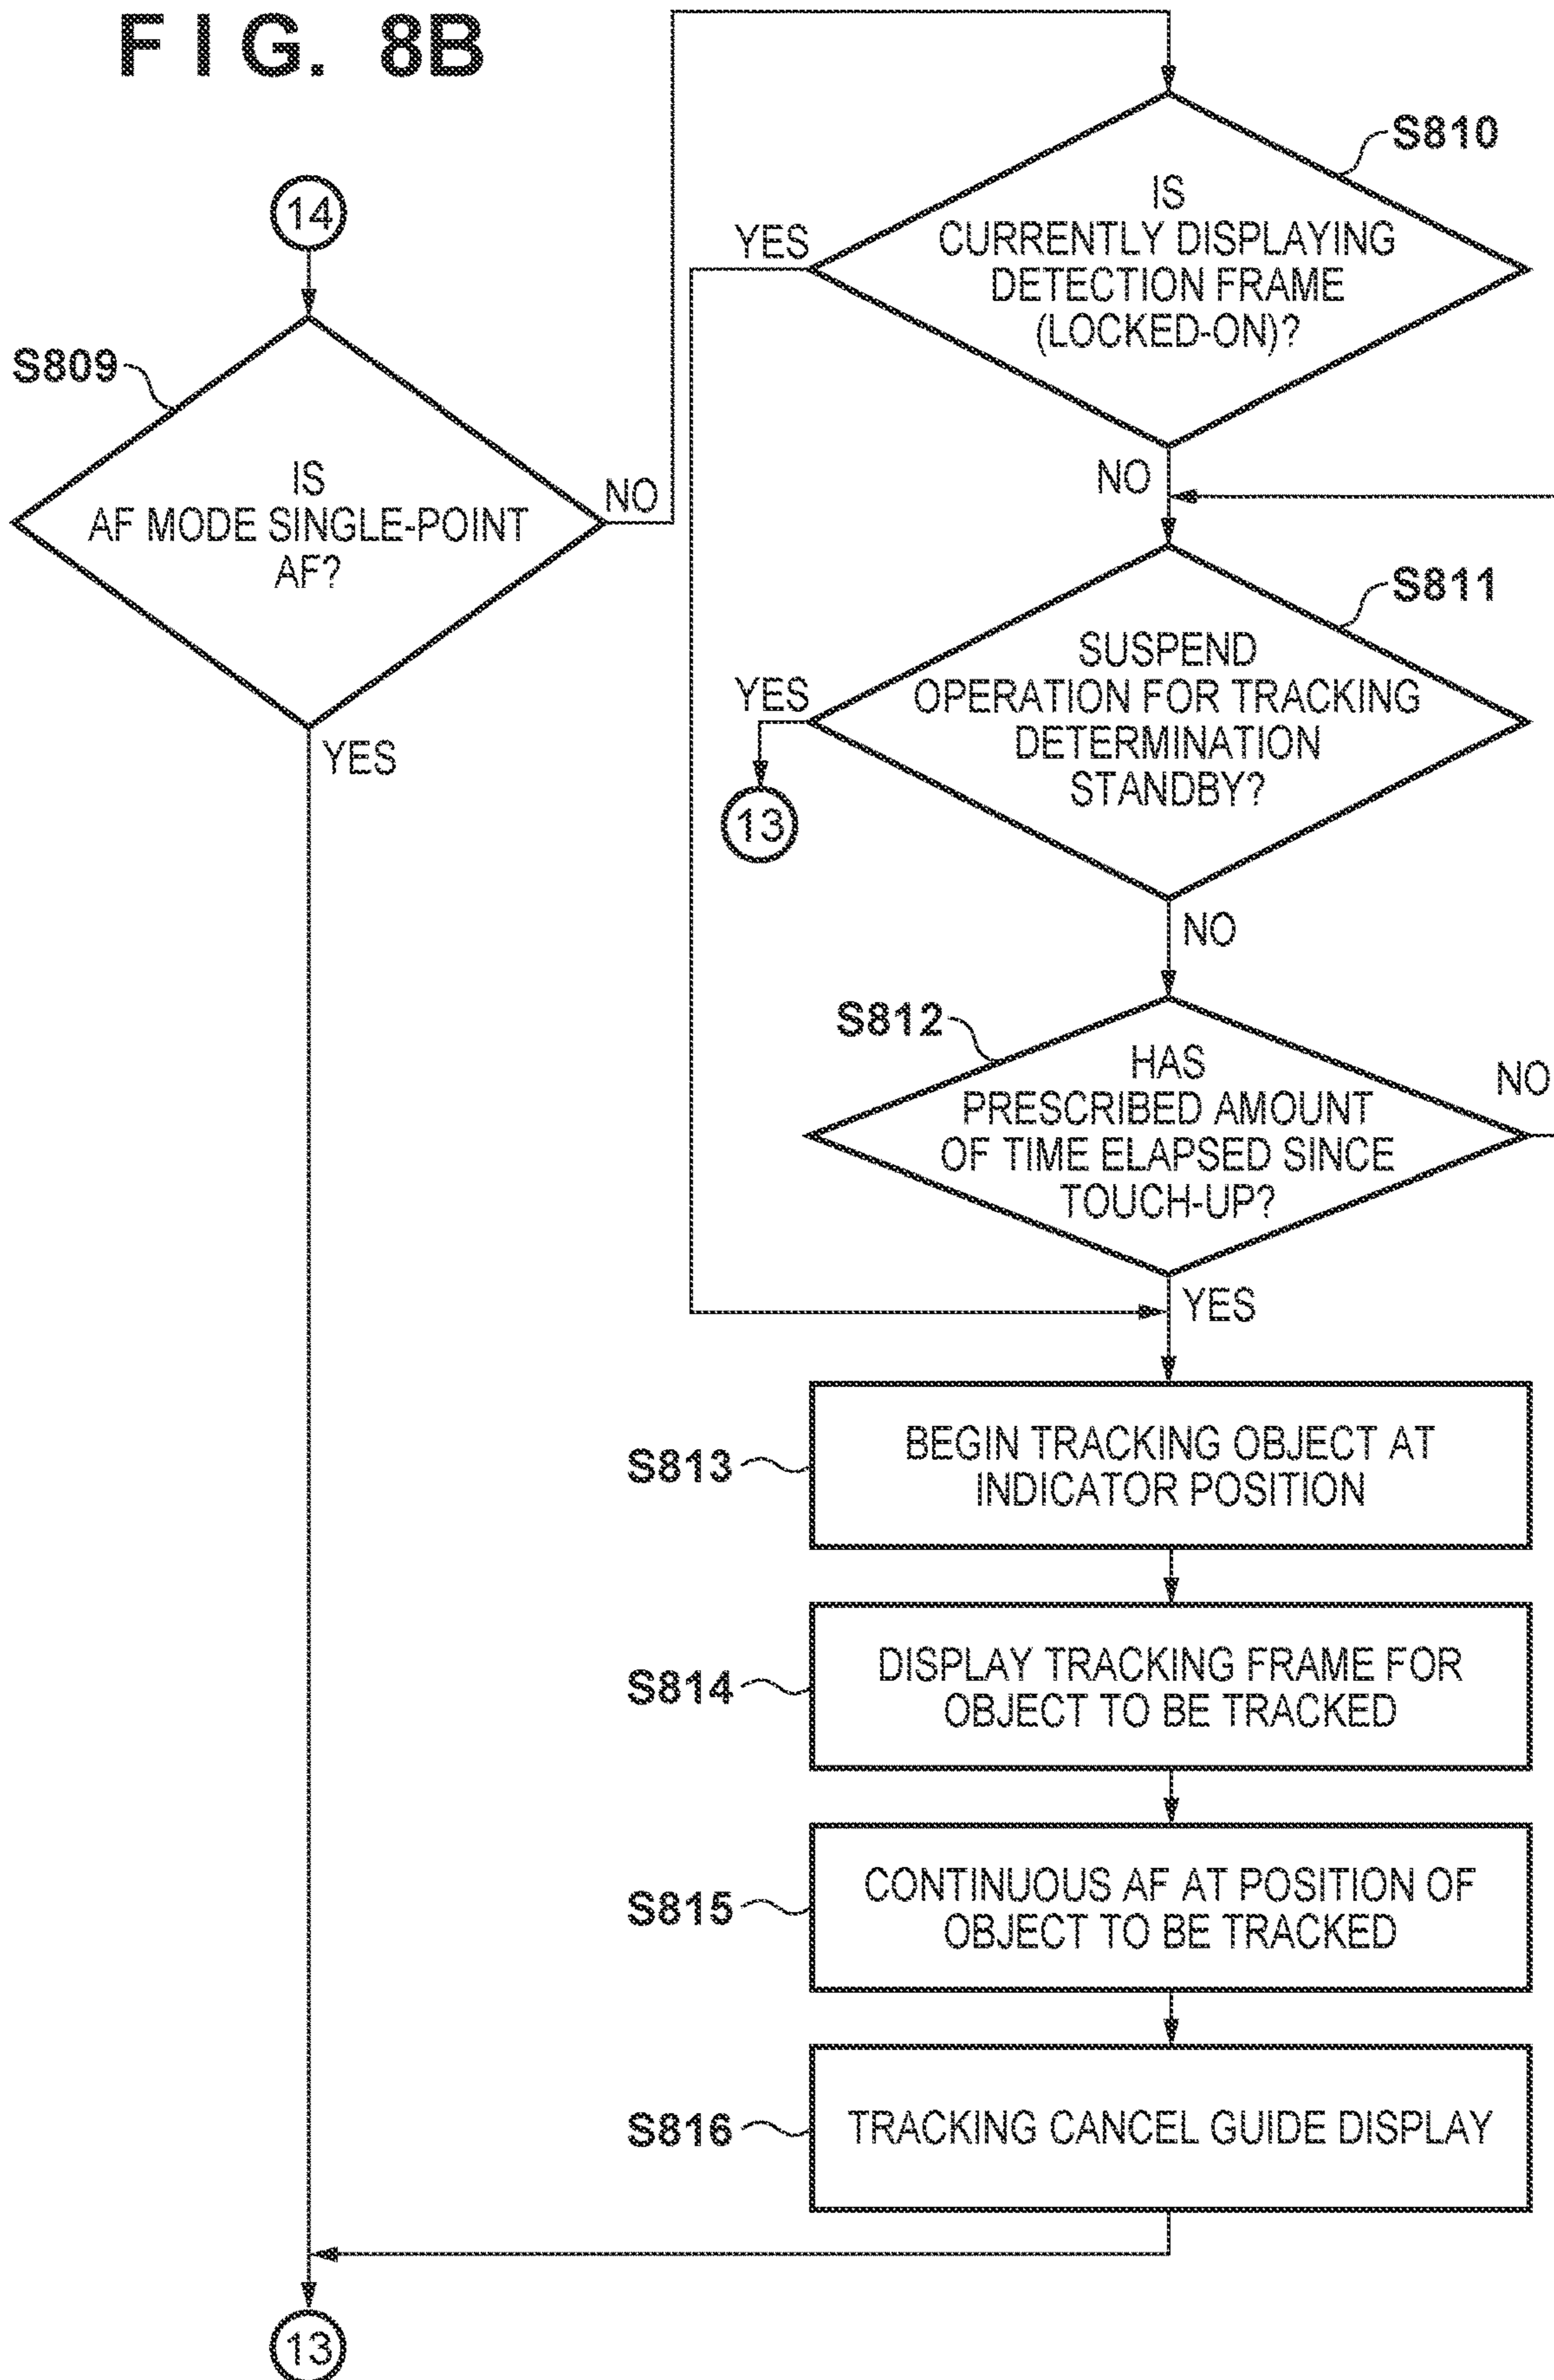 FIG. 8B
14
S809
IS
AF MODE SINGLE-POINT
AF?
NO
YES
S810
IS
CURRENTLY DISPLAYING
DETECTION FRAME
(LOCKED-ON)?
YES
NO
S811
SUSPEND
OPERATION FOR TRACKING
DETERMINATION
STANDBY?
YES
13
NO
S812
HAS
PRESCRIBED AMOUNT
OF TIME ELAPSED SINCE
TOUCH-UP?
NO
YES
S813
BEGIN TRACKING OBJECT AT
INDICATOR POSITION
S814
DISPLAY TRACKING FRAME FOR
OBJECT TO BE TRACKED
S815
CONTINUOUS AF AT POSITION OF
OBJECT TO BE TRACKED
S816
TRACKING CANCEL GUIDE DISPLAY
13